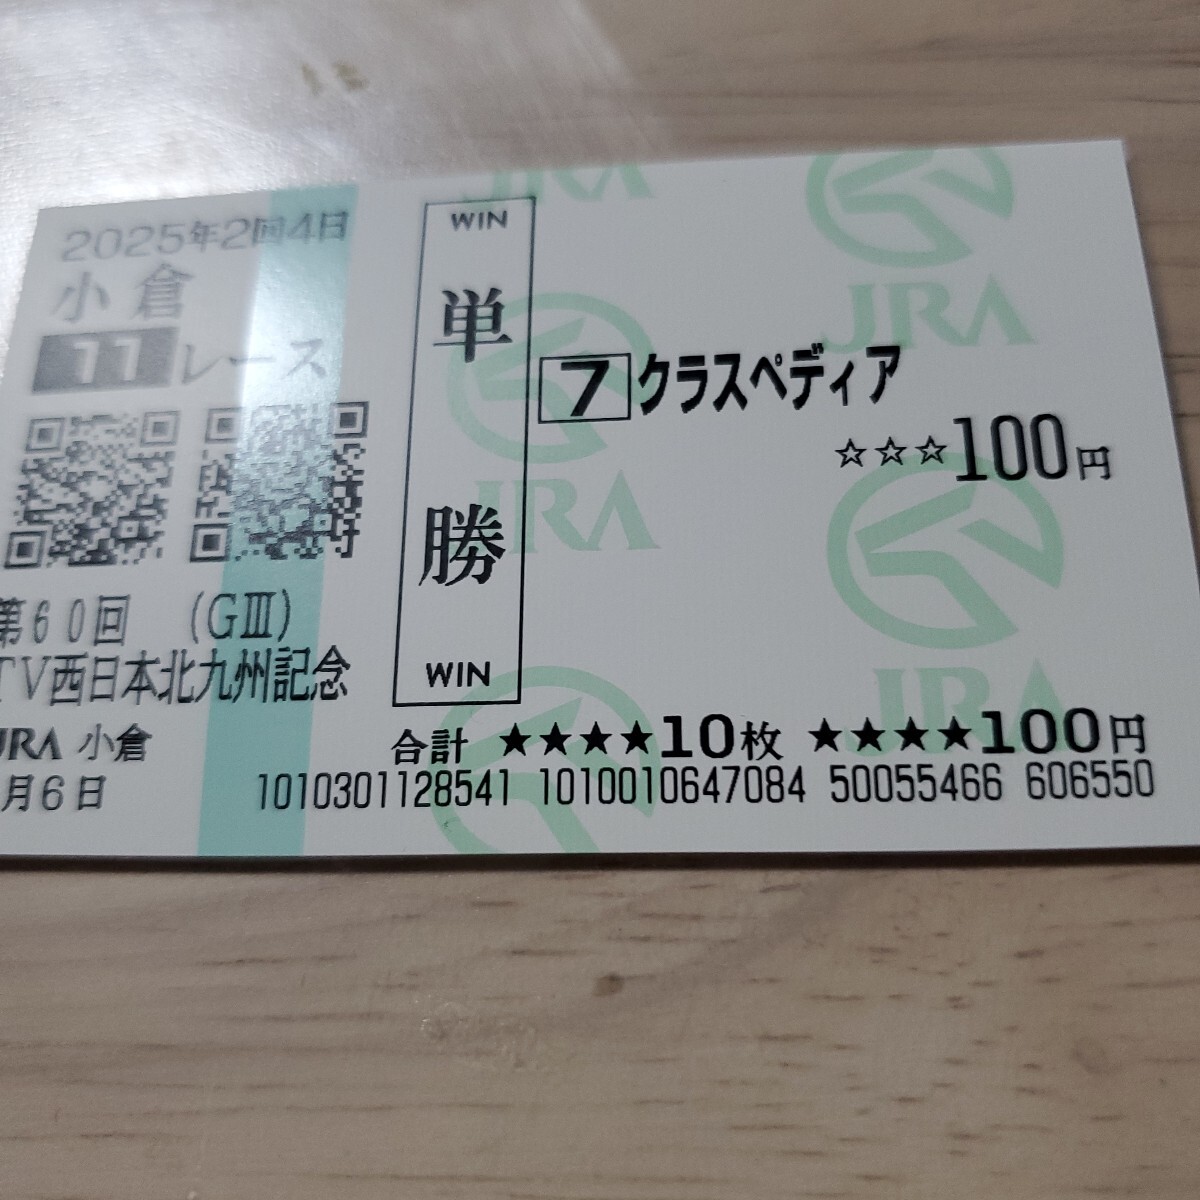 2025年2回4日
小倉
11レース
第60回 (GⅢ)
TV西日本北九州記念
JRA 小倉
月6日
WIN
単勝
WIN
7 クラスペディア
☆☆☆100円
合計 ★★★★10枚 ★★★★100円
1010301128541 1010010647084 50055466 606550
JRA
JRA
JRA
JRA